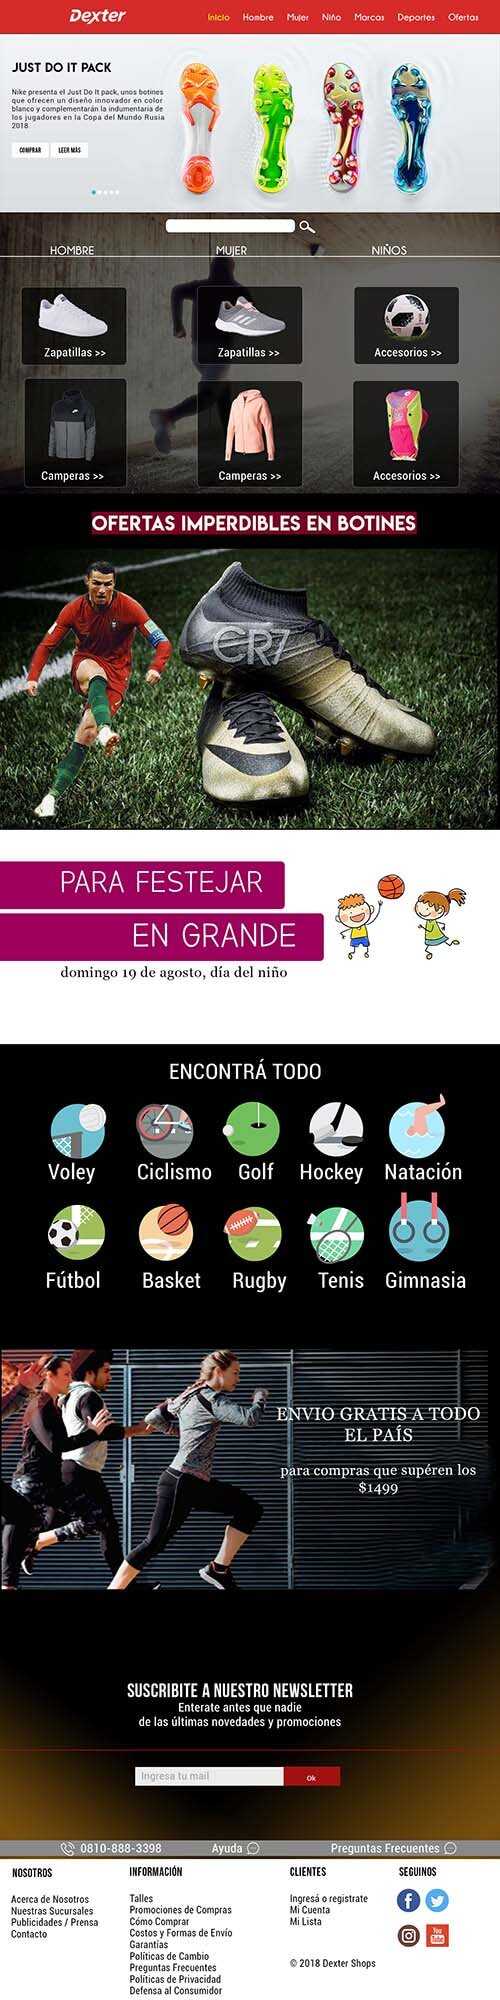 Dexter
Inicio Hombre Mujer Niño Marcas Deportes Ofertas
JUST DO IT PACK
Nike presenta el Just Do It pack, unos botines
que ofrecen un diseño innovador en color
blanco y complementarán la indumentaria de
los jugadores en la Copa del Mundo Rusia
2018.
COMPRAR LEER MÁS
HOMBRE MUJER NIÑOS
Zapatillas >> Zapatillas >> Accesorios >>
Camperas >> Camperas >> Accesorios >>
OFERTAS IMPERDIBLES EN BOTINES
CR7
PARA FESTEJAR
EN GRANDE
domingo 19 de agosto, día del niño
ENCONTRÁ TODO
Voley Ciclismo Golf Hockey Natación
Fútbol Basket Rugby Tenis Gimnasia
ENVIO GRATIS A TODO
EL PAÍS
para compras que supéren los
$1499
SUSCRIBITE A NUESTRO NEWSLETTER
Enterate antes que nadie
de las últimas novedades y promociones
Ingresa tu mail Ok
0810-888-3398 Ayuda Preguntas Frecuentes
NOSOTROS
Acerca de Nosotros
Nuestras Sucursales
Publicidades / Prensa
Contacto
INFORMACIÓN
Talles
Promociones de Compras
Cómo Comprar
Costos y Formas de Envío
Garantías
Políticas de Cambio
Preguntas Frecuentes
Políticas de Privacidad
Defensa al Consumidor
CLIENTES
Ingresá o registrate
Mi Cuenta
Mi Lista
© 2018 Dexter Shops
SEGUINOS
You
Tube